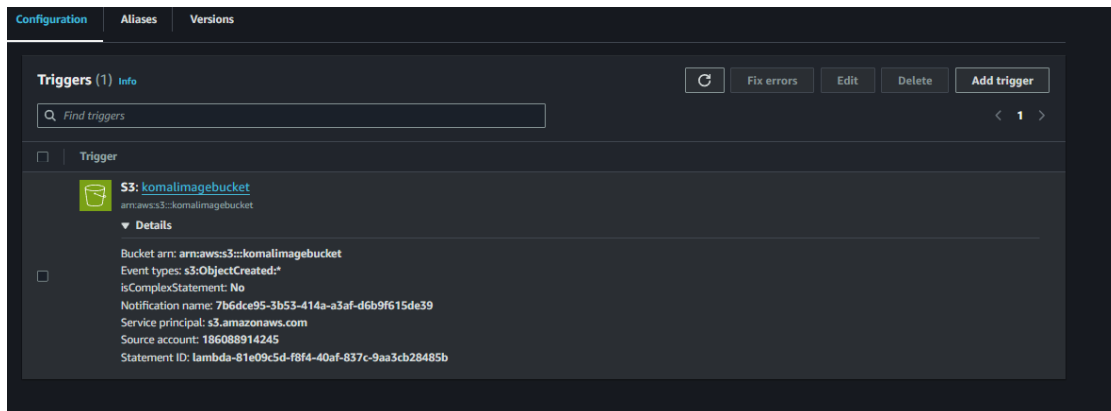 Configuration Aliases Versions
Triggers (1) Info
Fix errors Edit Delete Add trigger
Find triggers
1
Trigger
S3: komalimagebucket
arn:aws:s3:::komalimagebucket
▼ Details
Bucket arn: arn:aws:s3:::komalimagebucket
Event types: s3:ObjectCreated:*
isComplexStatement: No
Notification name: 7b6dce95-3b53-414a-a3af-d6b9f615de39
Service principal: s3.amazonaws.com
Source account: 186088914245
Statement ID: lambda-81e09c5d-f8f4-40af-837c-9aa3cb28485b